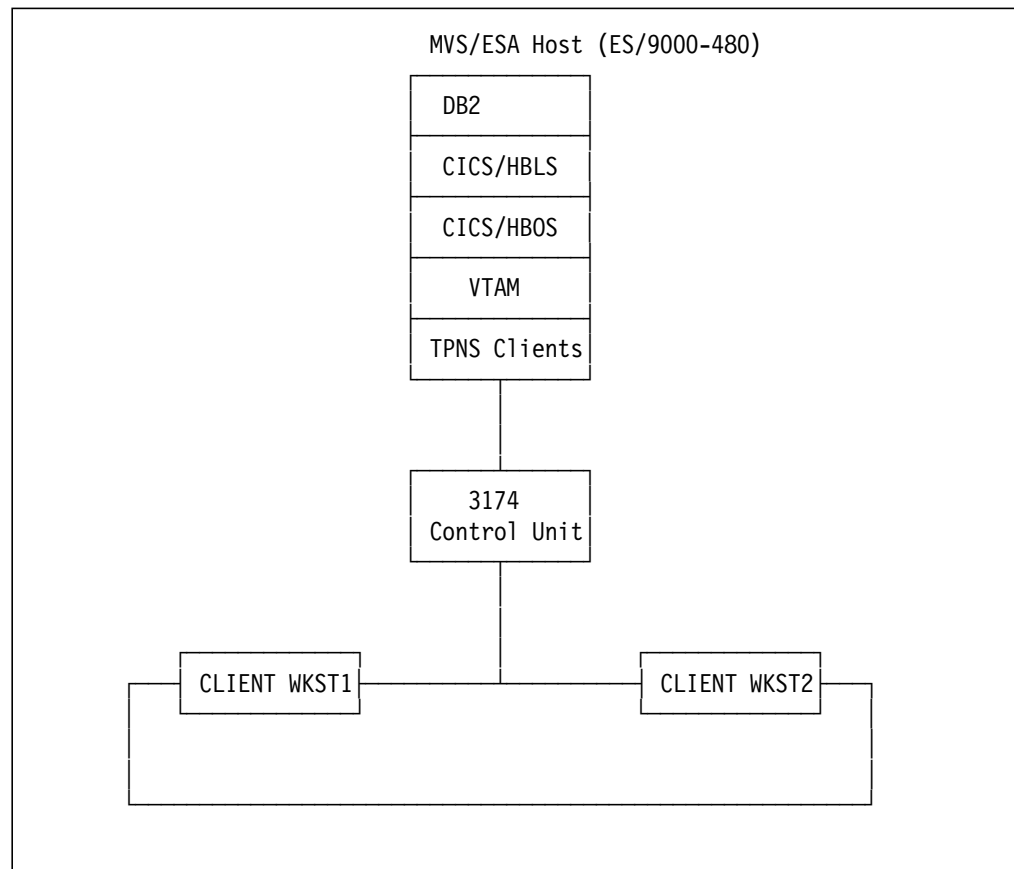 MVS/ESA Host (ES/9000-480)
DB2
CICS/HBLS
CICS/HBOS
VTAM
TPNS Clients
3174
Control Unit
CLIENT WKST1
CLIENT WKST2